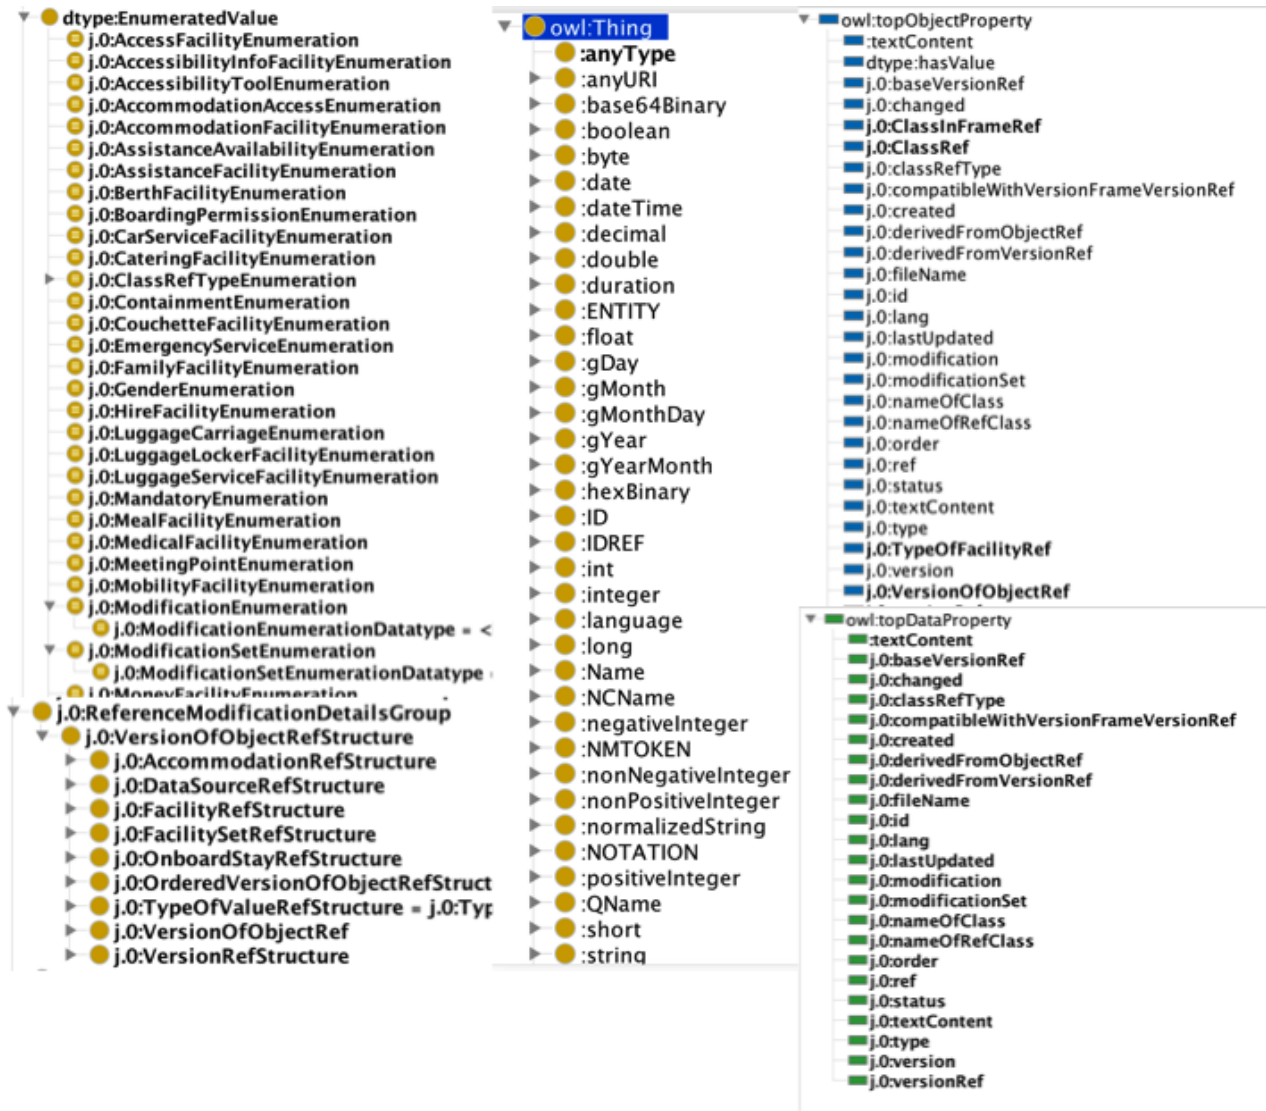 dtype:EnumeratedValue
j.0:AccessFacilityEnumeration
j.0:AccessibilityInfoFacilityEnumeration
j.0:AccessibilityToolEnumeration
j.0:AccommodationAccessEnumeration
j.0:AccommodationFacilityEnumeration
j.0:AssistanceAvailabilityEnumeration
j.0:AssistanceFacilityEnumeration
j.0:BerthFacilityEnumeration
j.0:BoardingPermissionEnumeration
j.0:CarServiceFacilityEnumeration
j.0:CateringFacilityEnumeration
j.0:ClassRefTypeEnumeration
j.0:ContainmentEnumeration
j.0:CouchetteFacilityEnumeration
j.0:EmergencyServiceEnumeration
j.0:FamilyFacilityEnumeration
j.0:GenderEnumeration
j.0:HireFacilityEnumeration
j.0:LuggageCarriageEnumeration
j.0:LuggageLockerFacilityEnumeration
j.0:LuggageServiceFacilityEnumeration
j.0:MandatoryEnumeration
j.0:MealFacilityEnumeration
j.0:MedicalFacilityEnumeration
j.0:MeetingPointEnumeration
j.0:MobilityFacilityEnumeration
j.0:ModificationEnumeration
j.0:ModificationEnumerationDatatype = <
j.0:ModificationSetEnumeration
j.0:ModificationSetEnumerationDatatype
j.0:MoneyFacilityEnumeration
j.0:ReferenceModificationDetailsGroup
j.0:VersionOfObjectRefStructure
j.0:AccommodationRefStructure
j.0:DataSourceRefStructure
j.0:FacilityRefStructure
j.0:FacilitySetRefStructure
j.0:OnboardStayRefStructure
j.0:OrderedVersionOfObjectRefStruct
j.0:TypeOfValueRefStructure = j.0:Typ
j.0:VersionOfObjectRef
j.0:VersionRefStructure
owl:Thing
:anyType
:anyURI
:base64Binary
:boolean
:byte
:date
:dateTime
:decimal
:double
:duration
:ENTITY
:float
:gDay
:gMonth
:gMonthDay
:gYear
:gYearMonth
:hexBinary
:ID
:IDREF
:int
:integer
:language
:long
:Name
:NCName
:negativeInteger
:NMTOKEN
:nonNegativeInteger
:nonPositiveInteger
:normalizedString
:NOTATION
:positiveInteger
:QName
:short
:string
owl:topObjectProperty
:textContent
dtype:hasValue
j.0:baseVersionRef
j.0:changed
j.0:ClassInFrameRef
j.0:ClassRef
j.0:classRefType
j.0:compatibleWithVersionFrameVersionRef
j.0:created
j.0:derivedFromObjectRef
j.0:derivedFromVersionRef
j.0:fileName
j.0:id
j.0:lang
j.0:lastUpdated
j.0:modification
j.0:modificationSet
j.0:nameOfClass
j.0:nameOfRefClass
j.0:order
j.0:ref
j.0:status
j.0:textContent
j.0:type
j.0:TypeOfFacilityRef
j.0:version
j.0:VersionOfObjectRef
owl:topDataProperty
:textContent
j.0:baseVersionRef
j.0:changed
j.0:classRefType
j.0:compatibleWithVersionFrameVersionRef
j.0:created
j.0:derivedFromObjectRef
j.0:derivedFromVersionRef
j.0:fileName
j.0:id
j.0:lang
j.0:lastUpdated
j.0:modification
j.0:modificationSet
j.0:nameOfClass
j.0:nameOfRefClass
j.0:order
j.0:ref
j.0:status
j.0:textContent
j.0:type
j.0:version
j.0:versionRef